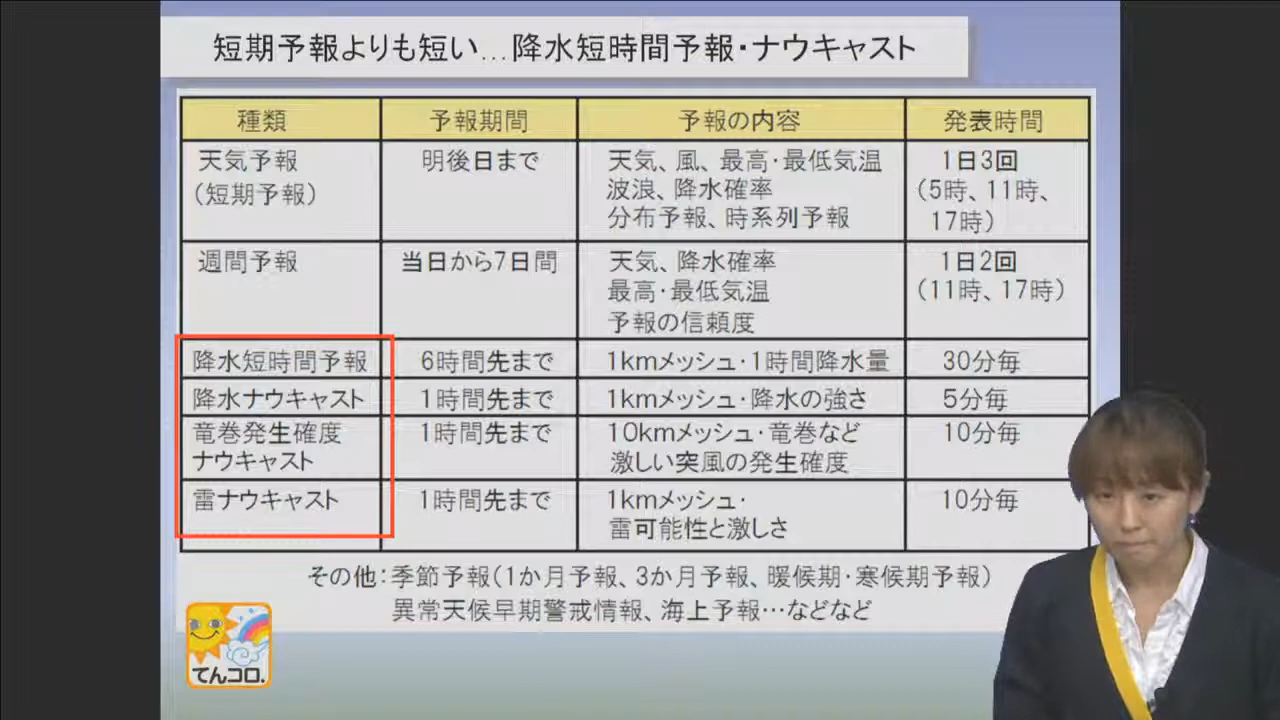 短期予報よりも短い…降水短時間予報・ナウキャスト
種類 予報期間 予報の内容 発表時間
天気予報 明後日まで 天気、風、最高・最低気温 1日3回
（短期予報） 波浪、降水確率 （5時、11時、
分布予報、時系列予報 17時）
週間予報 当日から7日間 天気、降水確率 1日2回
最高・最低気温 （11時、17時）
予報の信頼度
降水短時間予報 6時間先まで 1kmメッシュ・1時間降水量 30分毎
降水ナウキャスト 1時間先まで 1kmメッシュ・降水の強さ 5分毎
竜巻発生確度 1時間先まで 10kmメッシュ・竜巻など 10分毎
ナウキャスト 激しい突風の発生確度
雷ナウキャスト 1時間先まで 1kmメッシュ・ 10分毎
雷可能性と激しさ
その他：季節予報（1か月予報、3か月予報、暖候期・寒候期予報）
異常天候早期警戒情報、海上予報…などなど
てんコロ.